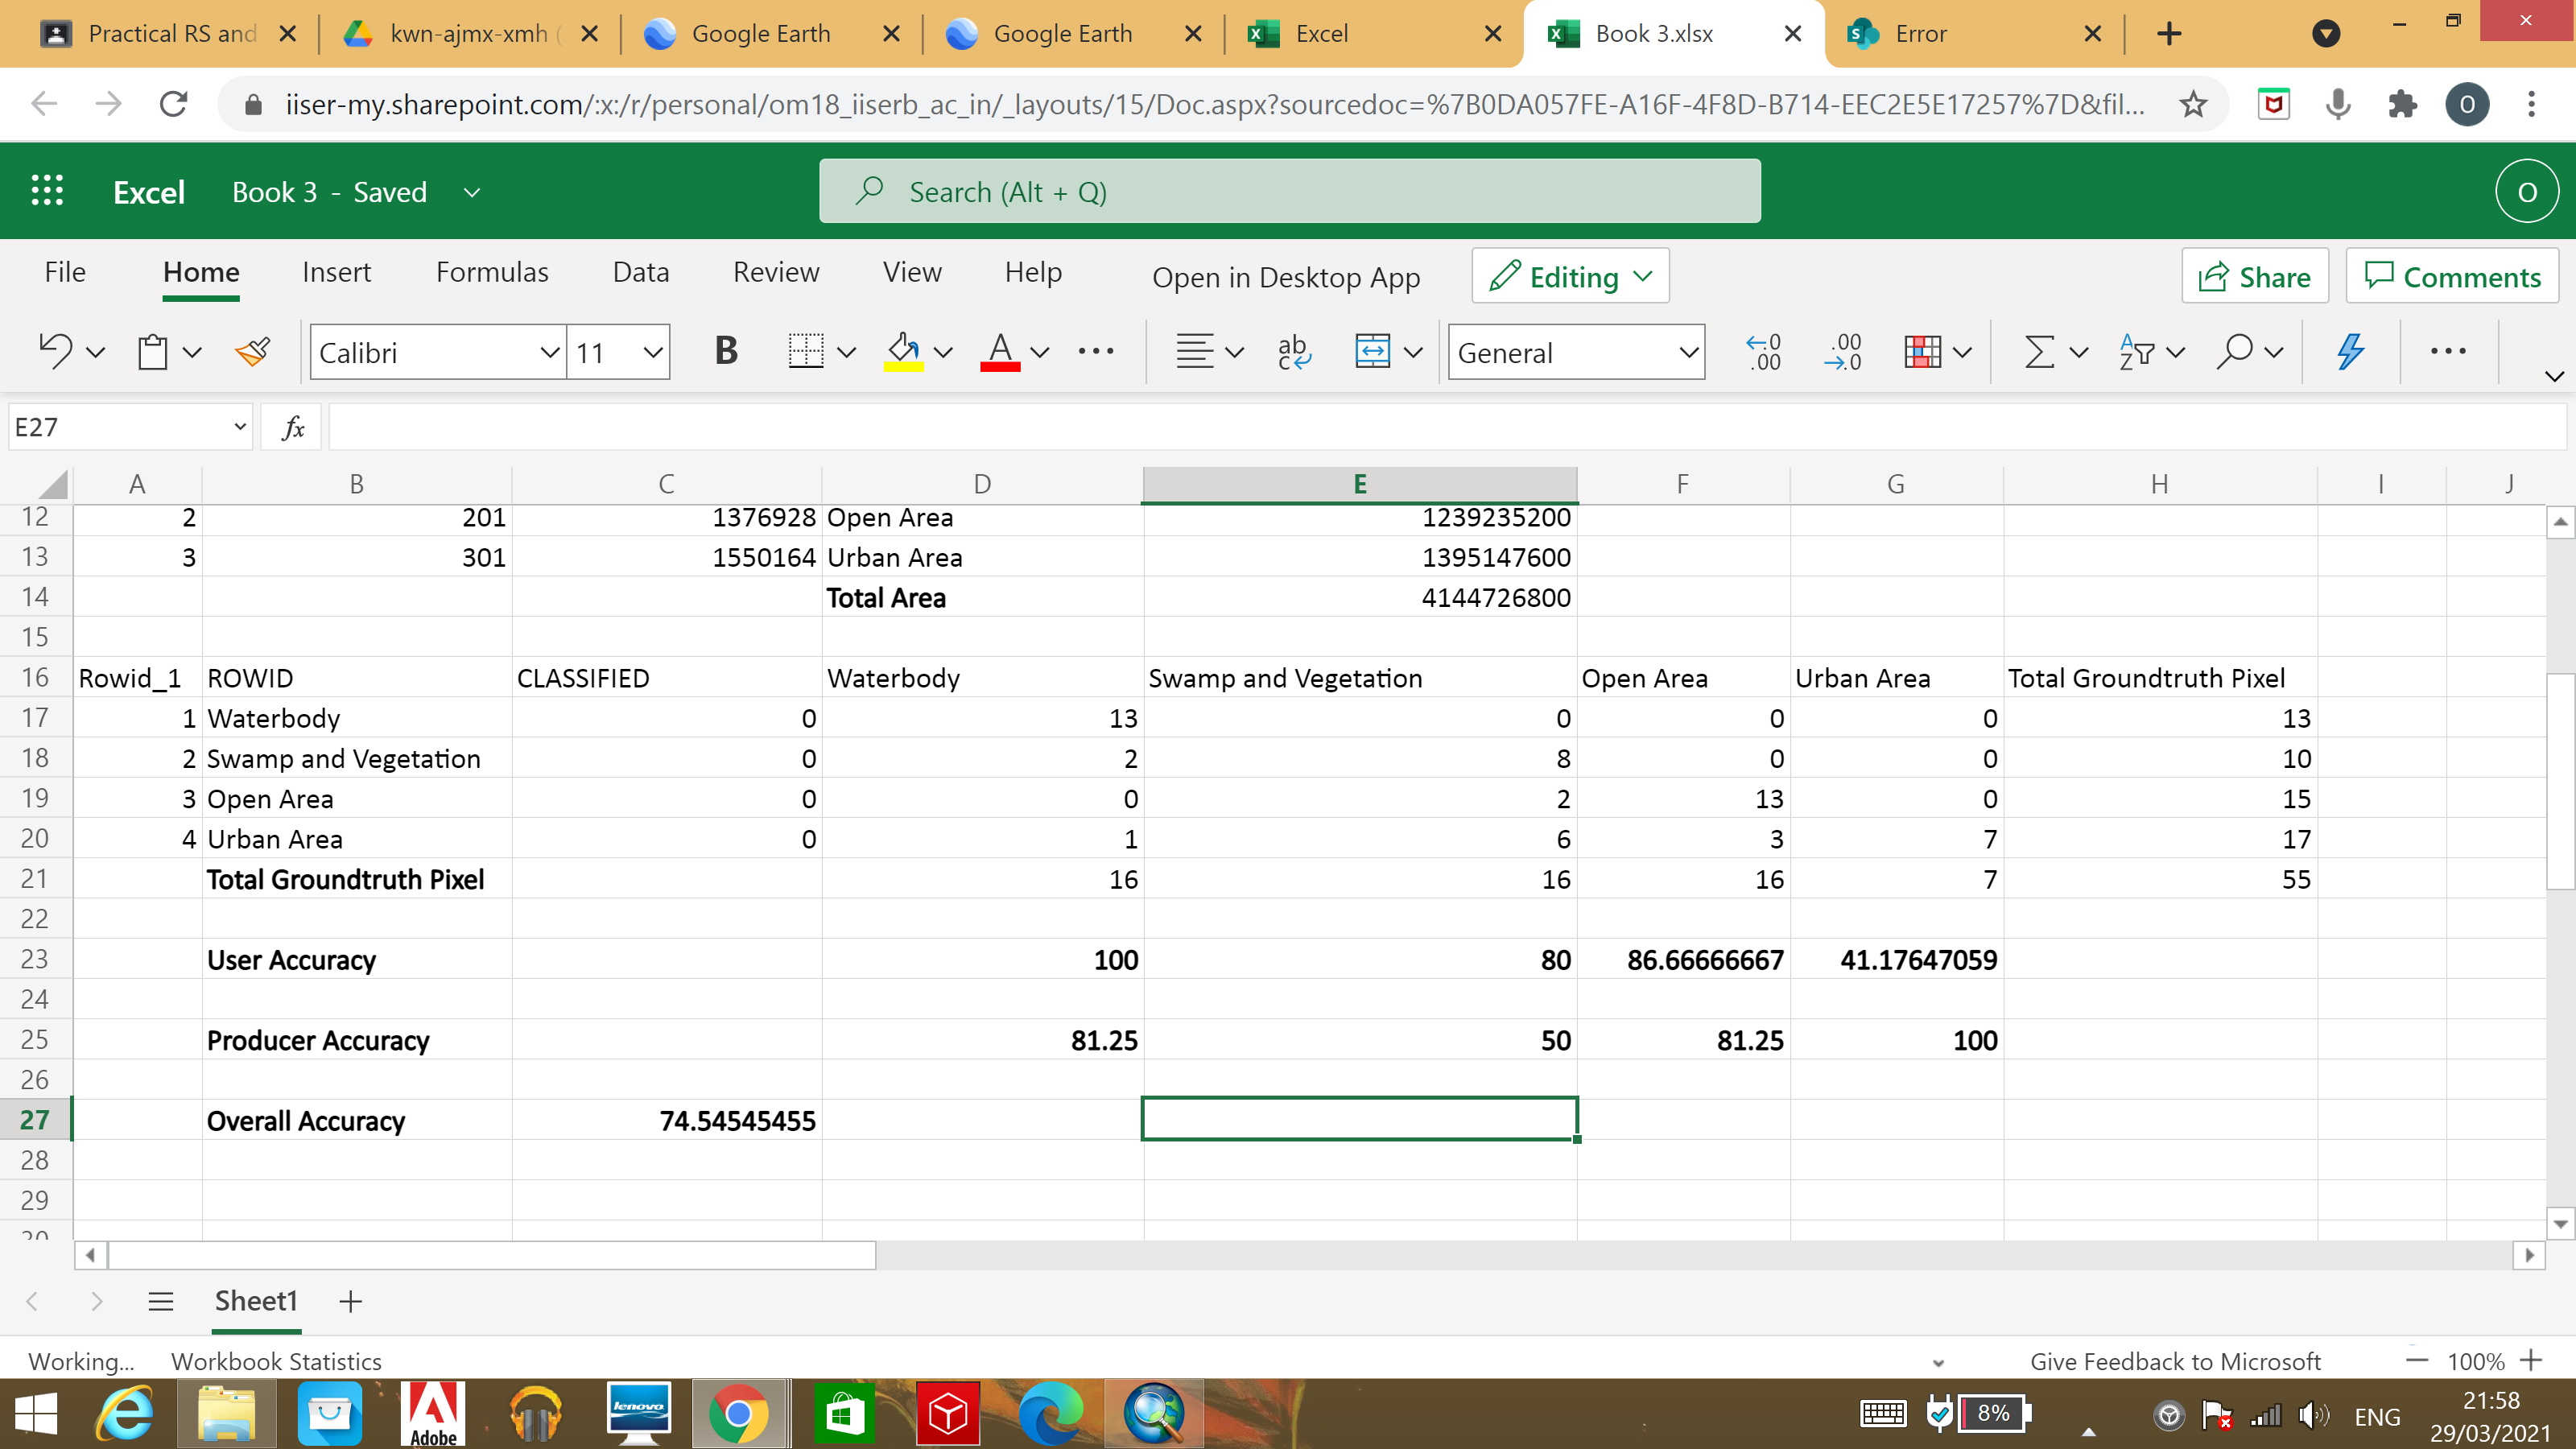 Practical RS and
kwn-ajmx-xmh (
Google Earth
Google Earth
Excel
Book 3.xlsx
Error
iiser-my.sharepoint.com/:x:/r/personal/om18_iiserb_ac_in/_layouts/15/Doc.aspx?sourcedoc=%7B0DA057FE-A16F-4F8D-B714-EEC2E5E17257%7D&fil...
O
Excel Book 3 - Saved
Search (Alt + Q)
O
File Home Insert Formulas Data Review View Help Open in Desktop App Editing Share Comments
Calibri 11 B A ab c General .0 .00 .00 .0 A Z
E27 fx
A B C D E F G H I J
12 2 201 1376928 Open Area 1239235200
13 3 301 1550164 Urban Area 1395147600
14 Total Area 4144726800
15
16 Rowid_1 ROWID CLASSIFIED Waterbody Swamp and Vegetation Open Area Urban Area Total Groundtruth Pixel
17 1 Waterbody 0 13 0 0 0 13
18 2 Swamp and Vegetation 0 2 8 0 0 10
19 3 Open Area 0 0 2 13 0 15
20 4 Urban Area 0 1 6 3 7 17
21 Total Groundtruth Pixel 16 16 16 7 55
22
23 User Accuracy 100 80 86.66666667 41.17647059
24
25 Producer Accuracy 81.25 50 81.25 100
26
27 Overall Accuracy 74.54545455
28
29
30
Sheet1
Working... Workbook Statistics Give Feedback to Microsoft 100%
Adobe
lenovo
8%
ENG
21:58
29/03/2021